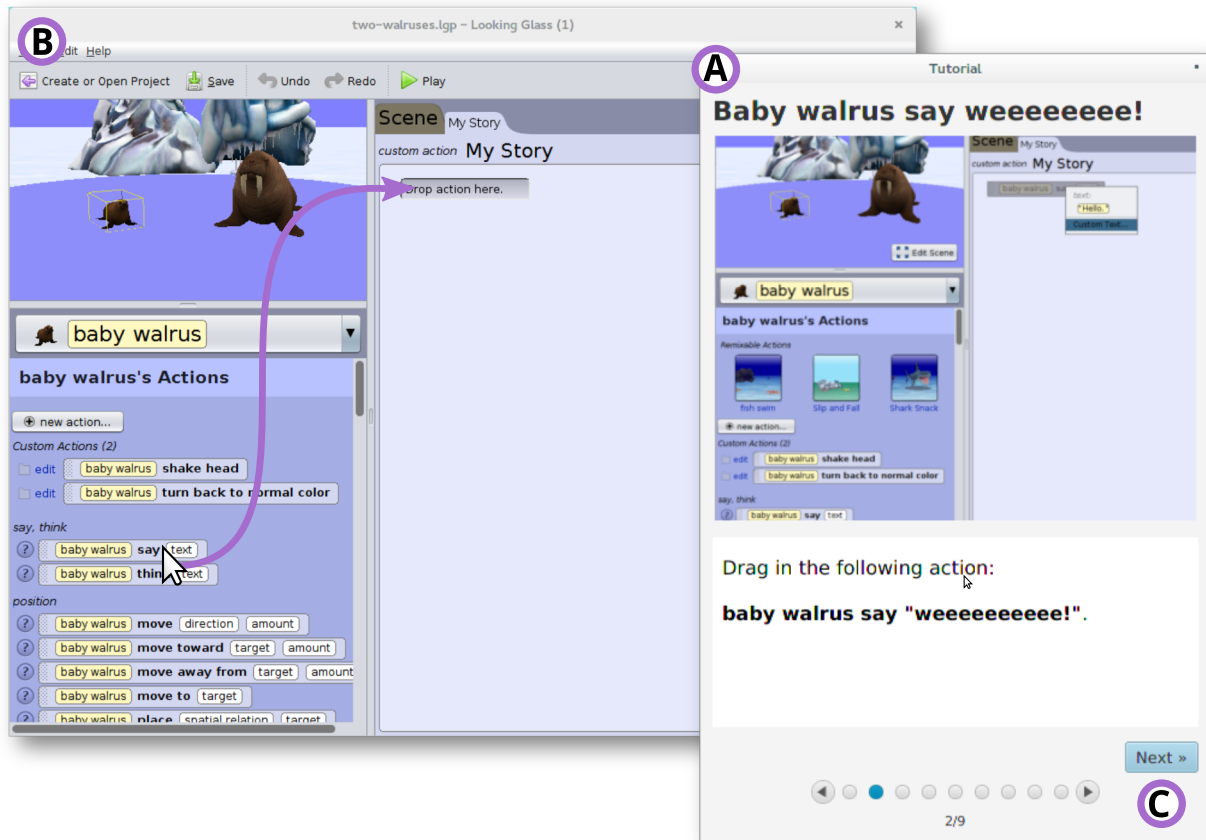 two-walruses.lgp – Looking Glass (1)
B
dit Help
Create or Open Project Save Undo Redo Play
Scene My Story
custom action My Story
Drop action here.
baby walrus
baby walrus's Actions
new action...
Custom Actions (2)
edit baby walrus shake head
edit baby walrus turn back to normal color
say, think
? baby walrus say text
? baby walrus thin text
position
? baby walrus move direction amount
? baby walrus move toward target amount
? baby walrus move away from target amount
? baby walrus move to target
? baby walrus place spatial relation target
A
Tutorial
Baby walrus say weeeeeeee!
Scene My Story
custom action My Story
baby walrus sa
text:
"Hello."
Custom Text...
Edit Scene
baby walrus
baby walrus's Actions
Remixable Actions
fish swim Slip and Fall Shark Snack
new action...
Custom Actions (2)
edit baby walrus shake head
edit baby walrus turn back to normal color
say, think
? baby walrus say text
Drag in the following action:
baby walrus say "weeeeeeeeee!".
Next »
2/9
C